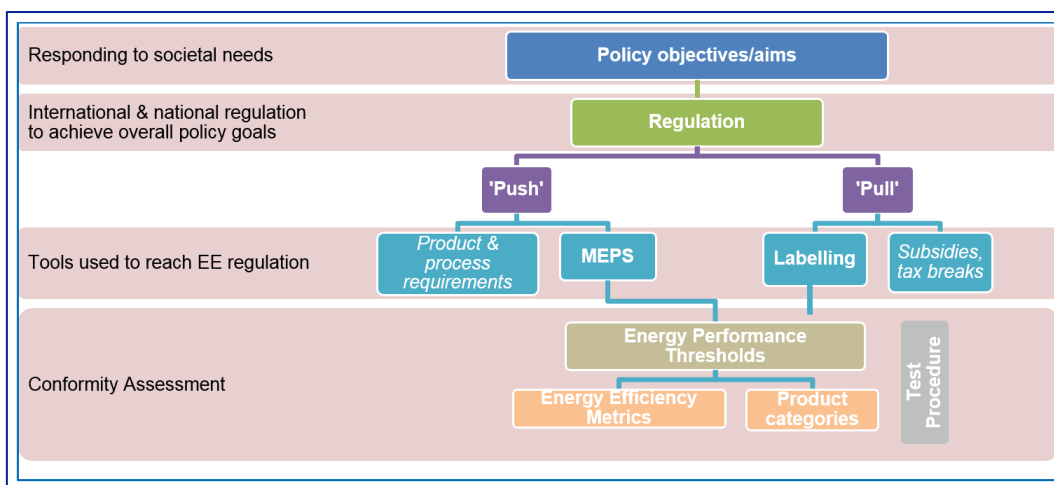 Responding to societal needs
Policy objectives/aims
International & national regulation
to achieve overall policy goals
Regulation
'Push'
'Pull'
Tools used to reach EE regulation
Product &
process
requirements
MEPS
Labelling
Subsidies,
tax breaks
Conformity Assessment
Energy Performance
Thresholds
Energy Efficiency
Metrics
Product
categories
Test
Procedure